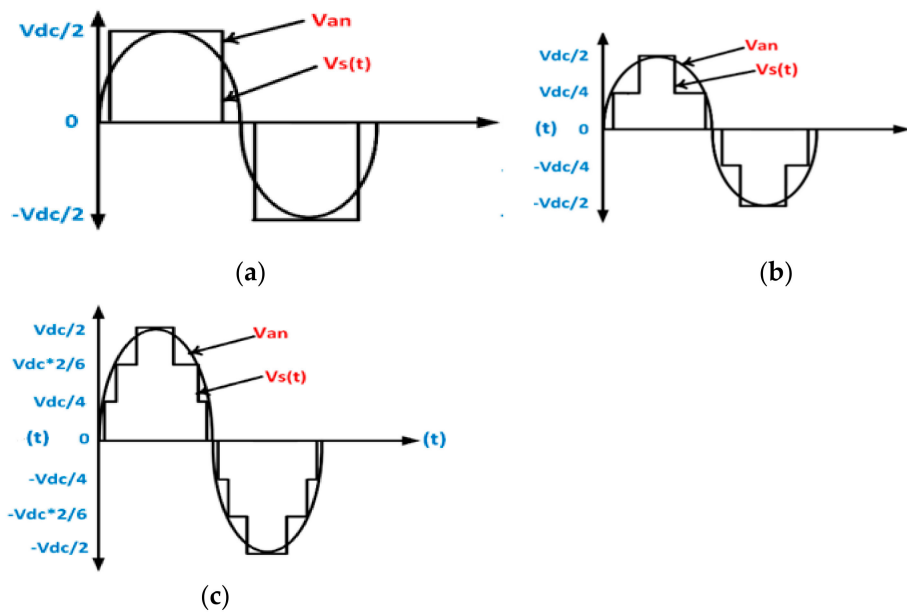 Vdc/2
Van
Vs(t)
0
-Vdc/2
(a)
Vdc/2
Van
Vs(t)
Vdc/4
(t) 0
-Vdc/4
-Vdc/2
(b)
Vdc/2
Van
Vdc*2/6
Vs(t)
Vdc/4
(t) 0
(t)
-Vdc/4
-Vdc*2/6
-Vdc/2
(c)